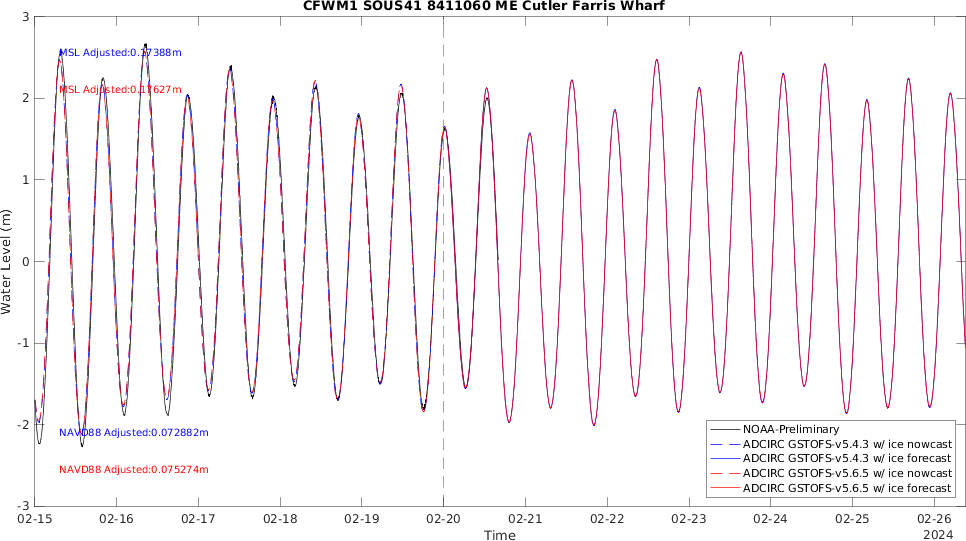 CFWM1 SOUS41 8411060 ME Cutler Farris Wharf
3
2
1
0
-1
-2
-3
Water Level (m)
MSL Adjusted:0.17388m
MSL Adjusted:0.17627m
NAVD88 Adjusted:0.072882m
NAVD88 Adjusted:0.075274m
NOAA-Preliminary
ADCIRC GSTOFS-v5.4.3 w/ ice nowcast
ADCIRC GSTOFS-v5.4.3 w/ ice forecast
ADCIRC GSTOFS-v5.6.5 w/ ice nowcast
ADCIRC GSTOFS-v5.6.5 w/ ice forecast
02-15 02-16 02-17 02-18 02-19 02-20 02-21 02-22 02-23 02-24 02-25 02-26
Time
2024